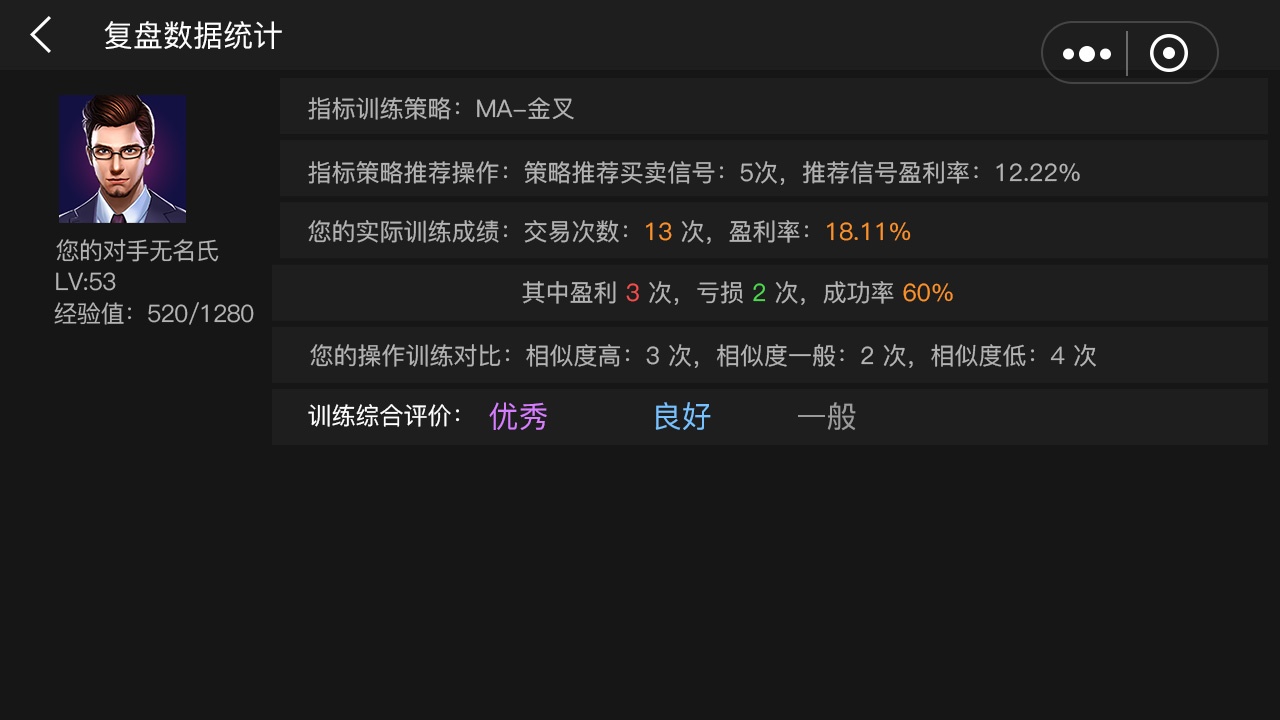 复盘数据统计
指标训练策略：MA-金叉
指标策略推荐操作：策略推荐买卖信号：5次，推荐信号盈利率：12.22%
您的实际训练成绩：交易次数：13 次，盈利率：18.11%
其中盈利 3 次，亏损 2 次，成功率 60%
您的操作训练对比：相似度高：3 次，相似度一般：2 次，相似度低：4 次
训练综合评价： 优秀 良好 一般
您的对手无名氏
LV:53
经验值：520/1280